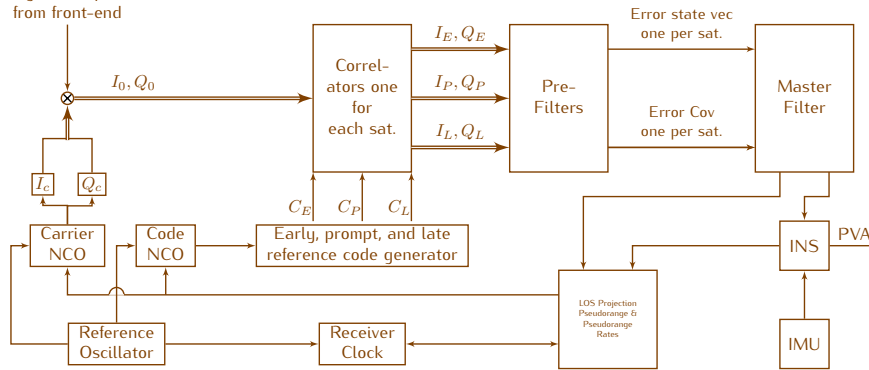 from front-end
I_0, Q_0
Correl-
ators one
for
each sat.
I_E, Q_E
I_P, Q_P
I_L, Q_L
Pre-
Filters
Error state vec
one per sat.
Error Cov
one per sat.
Master
Filter
I_c
Q_c
C_E
C_P
C_L
Carrier
NCO
Code
NCO
Early, prompt, and late
reference code generator
INS
PVA
LOS Projection
Pseudorange &
Pseudorange
Rates
Reference
Oscillator
Receiver
Clock
IMU